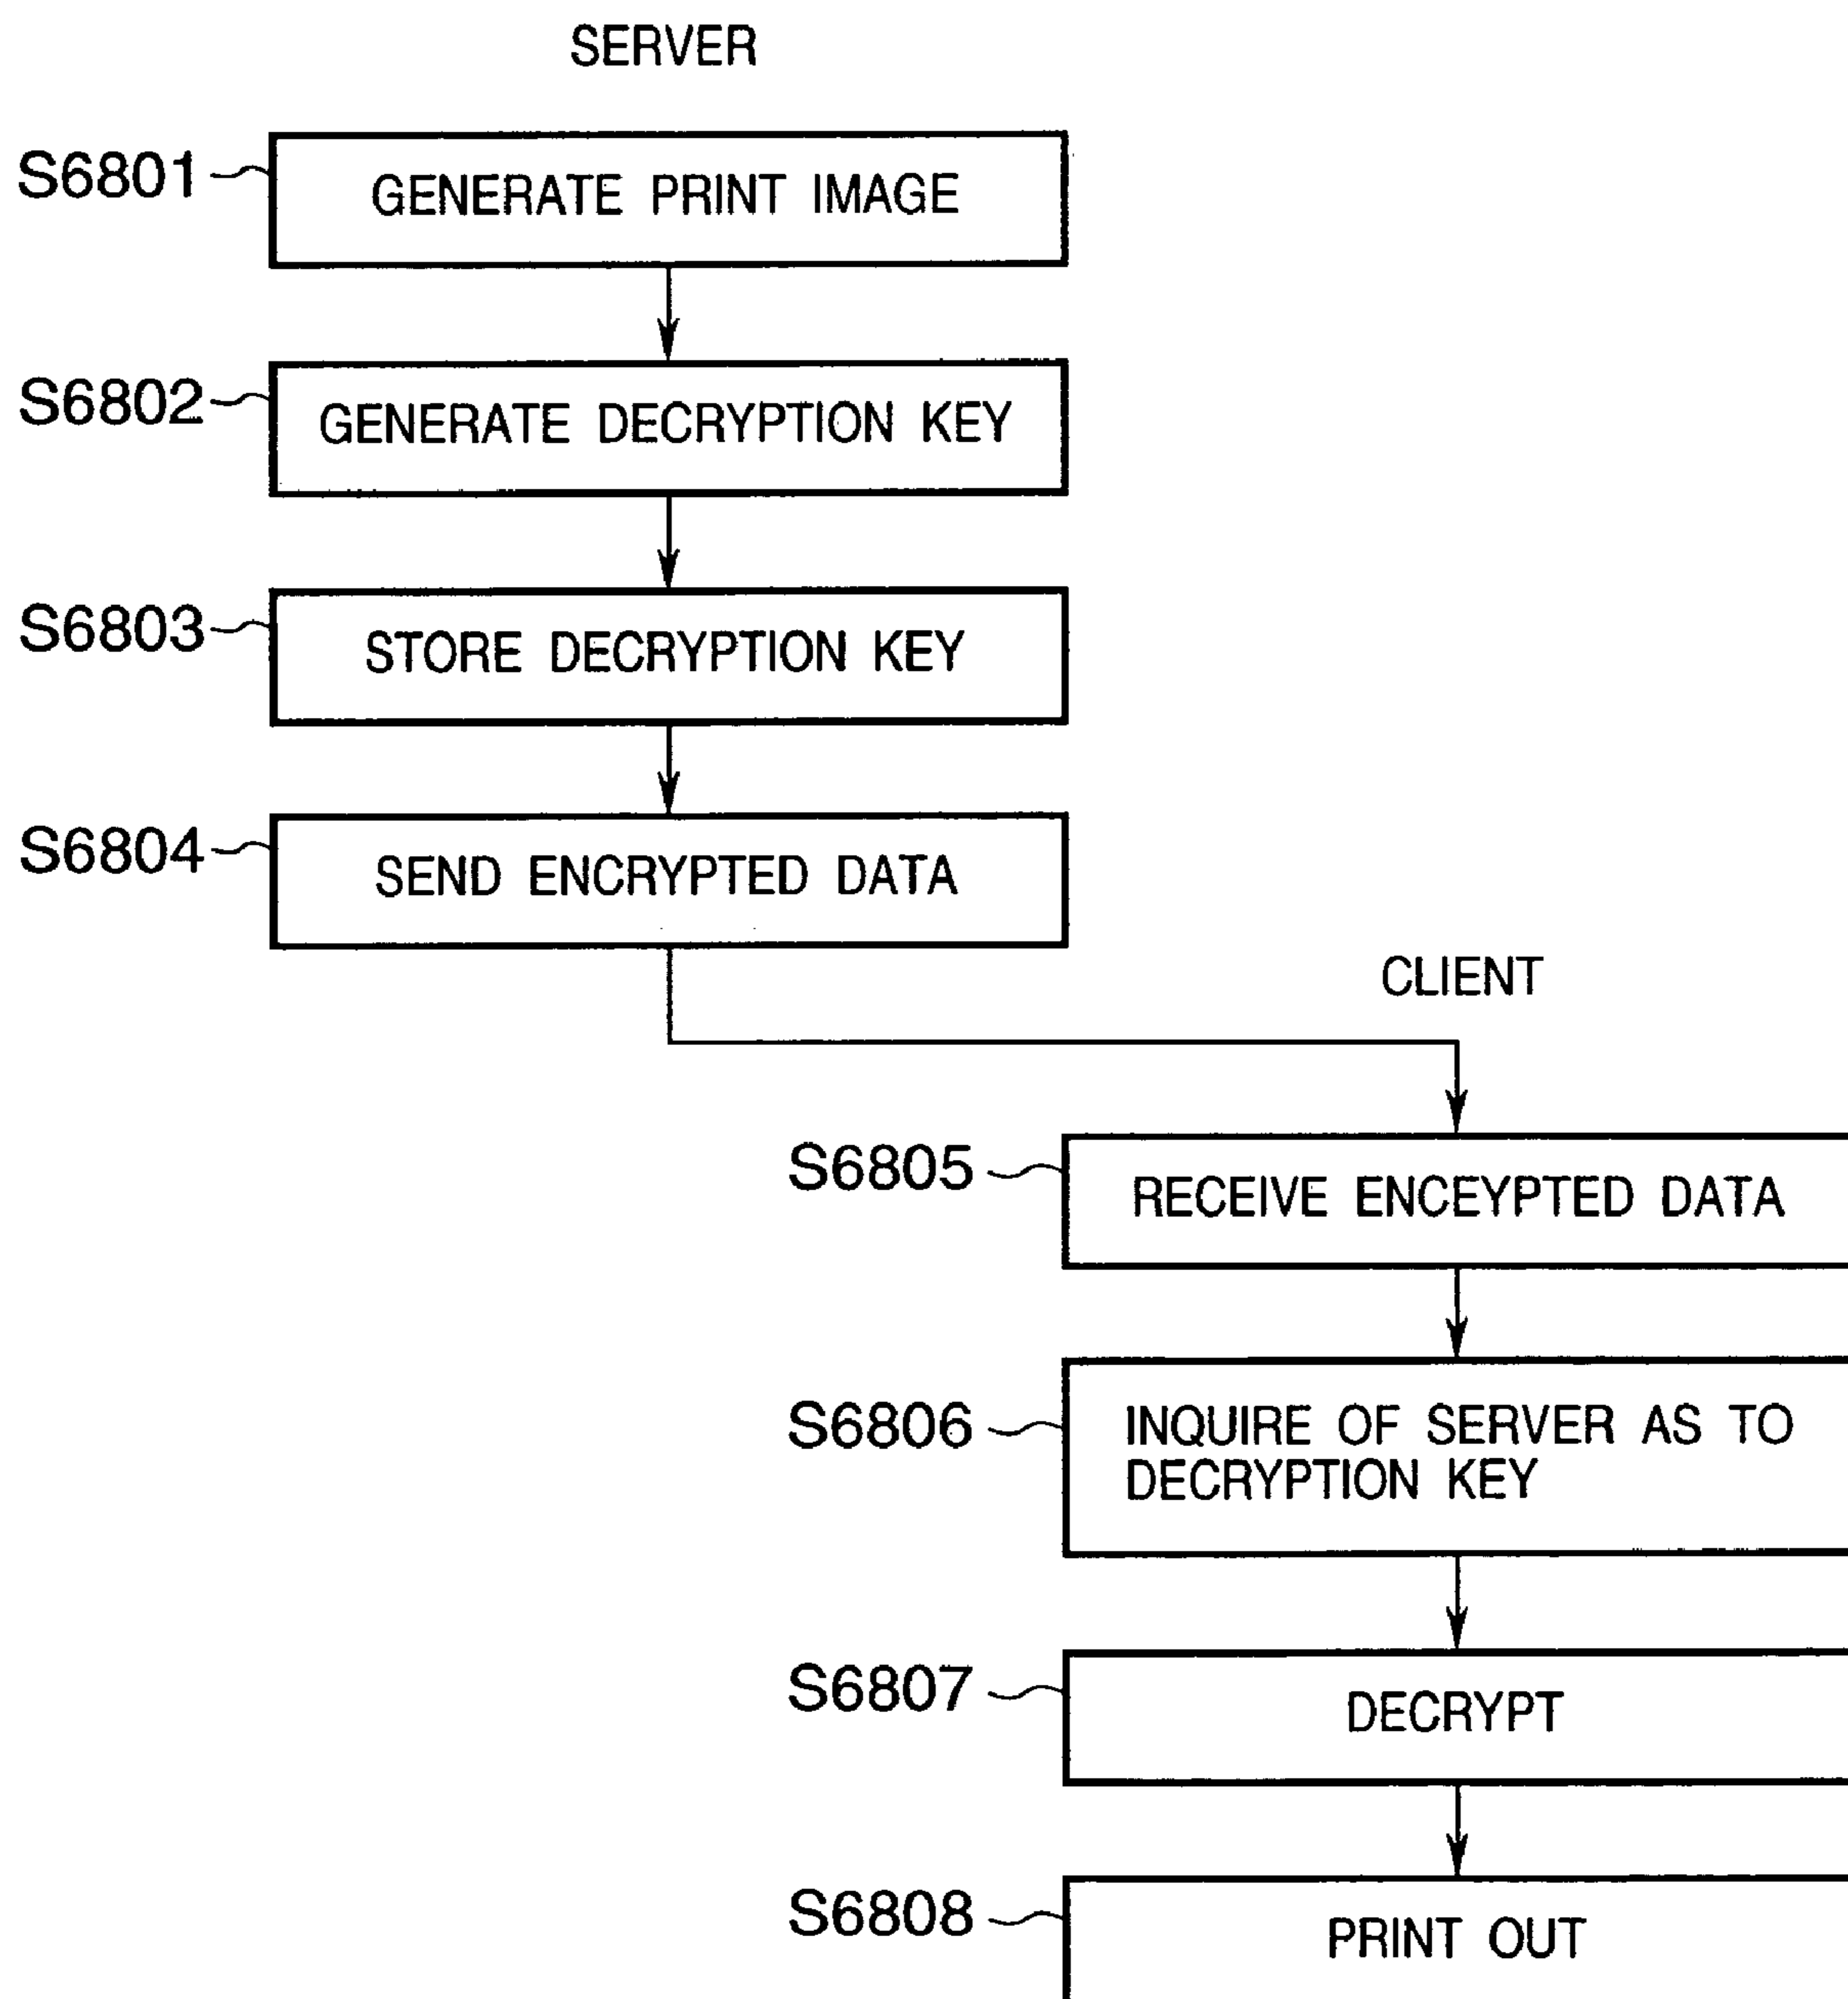 SERVER
S6801
GENERATE PRINT IMAGE
S6802
GENERATE DECRYPTION KEY
S6803
STORE DECRYPTION KEY
S6804
SEND ENCRYPTED DATA
CLIENT
S6805
RECEIVE ENCEYPTED DATA
S6806
INQUIRE OF SERVER AS TO
DECRYPTION KEY
S6807
DECRYPT
S6808
PRINT OUT